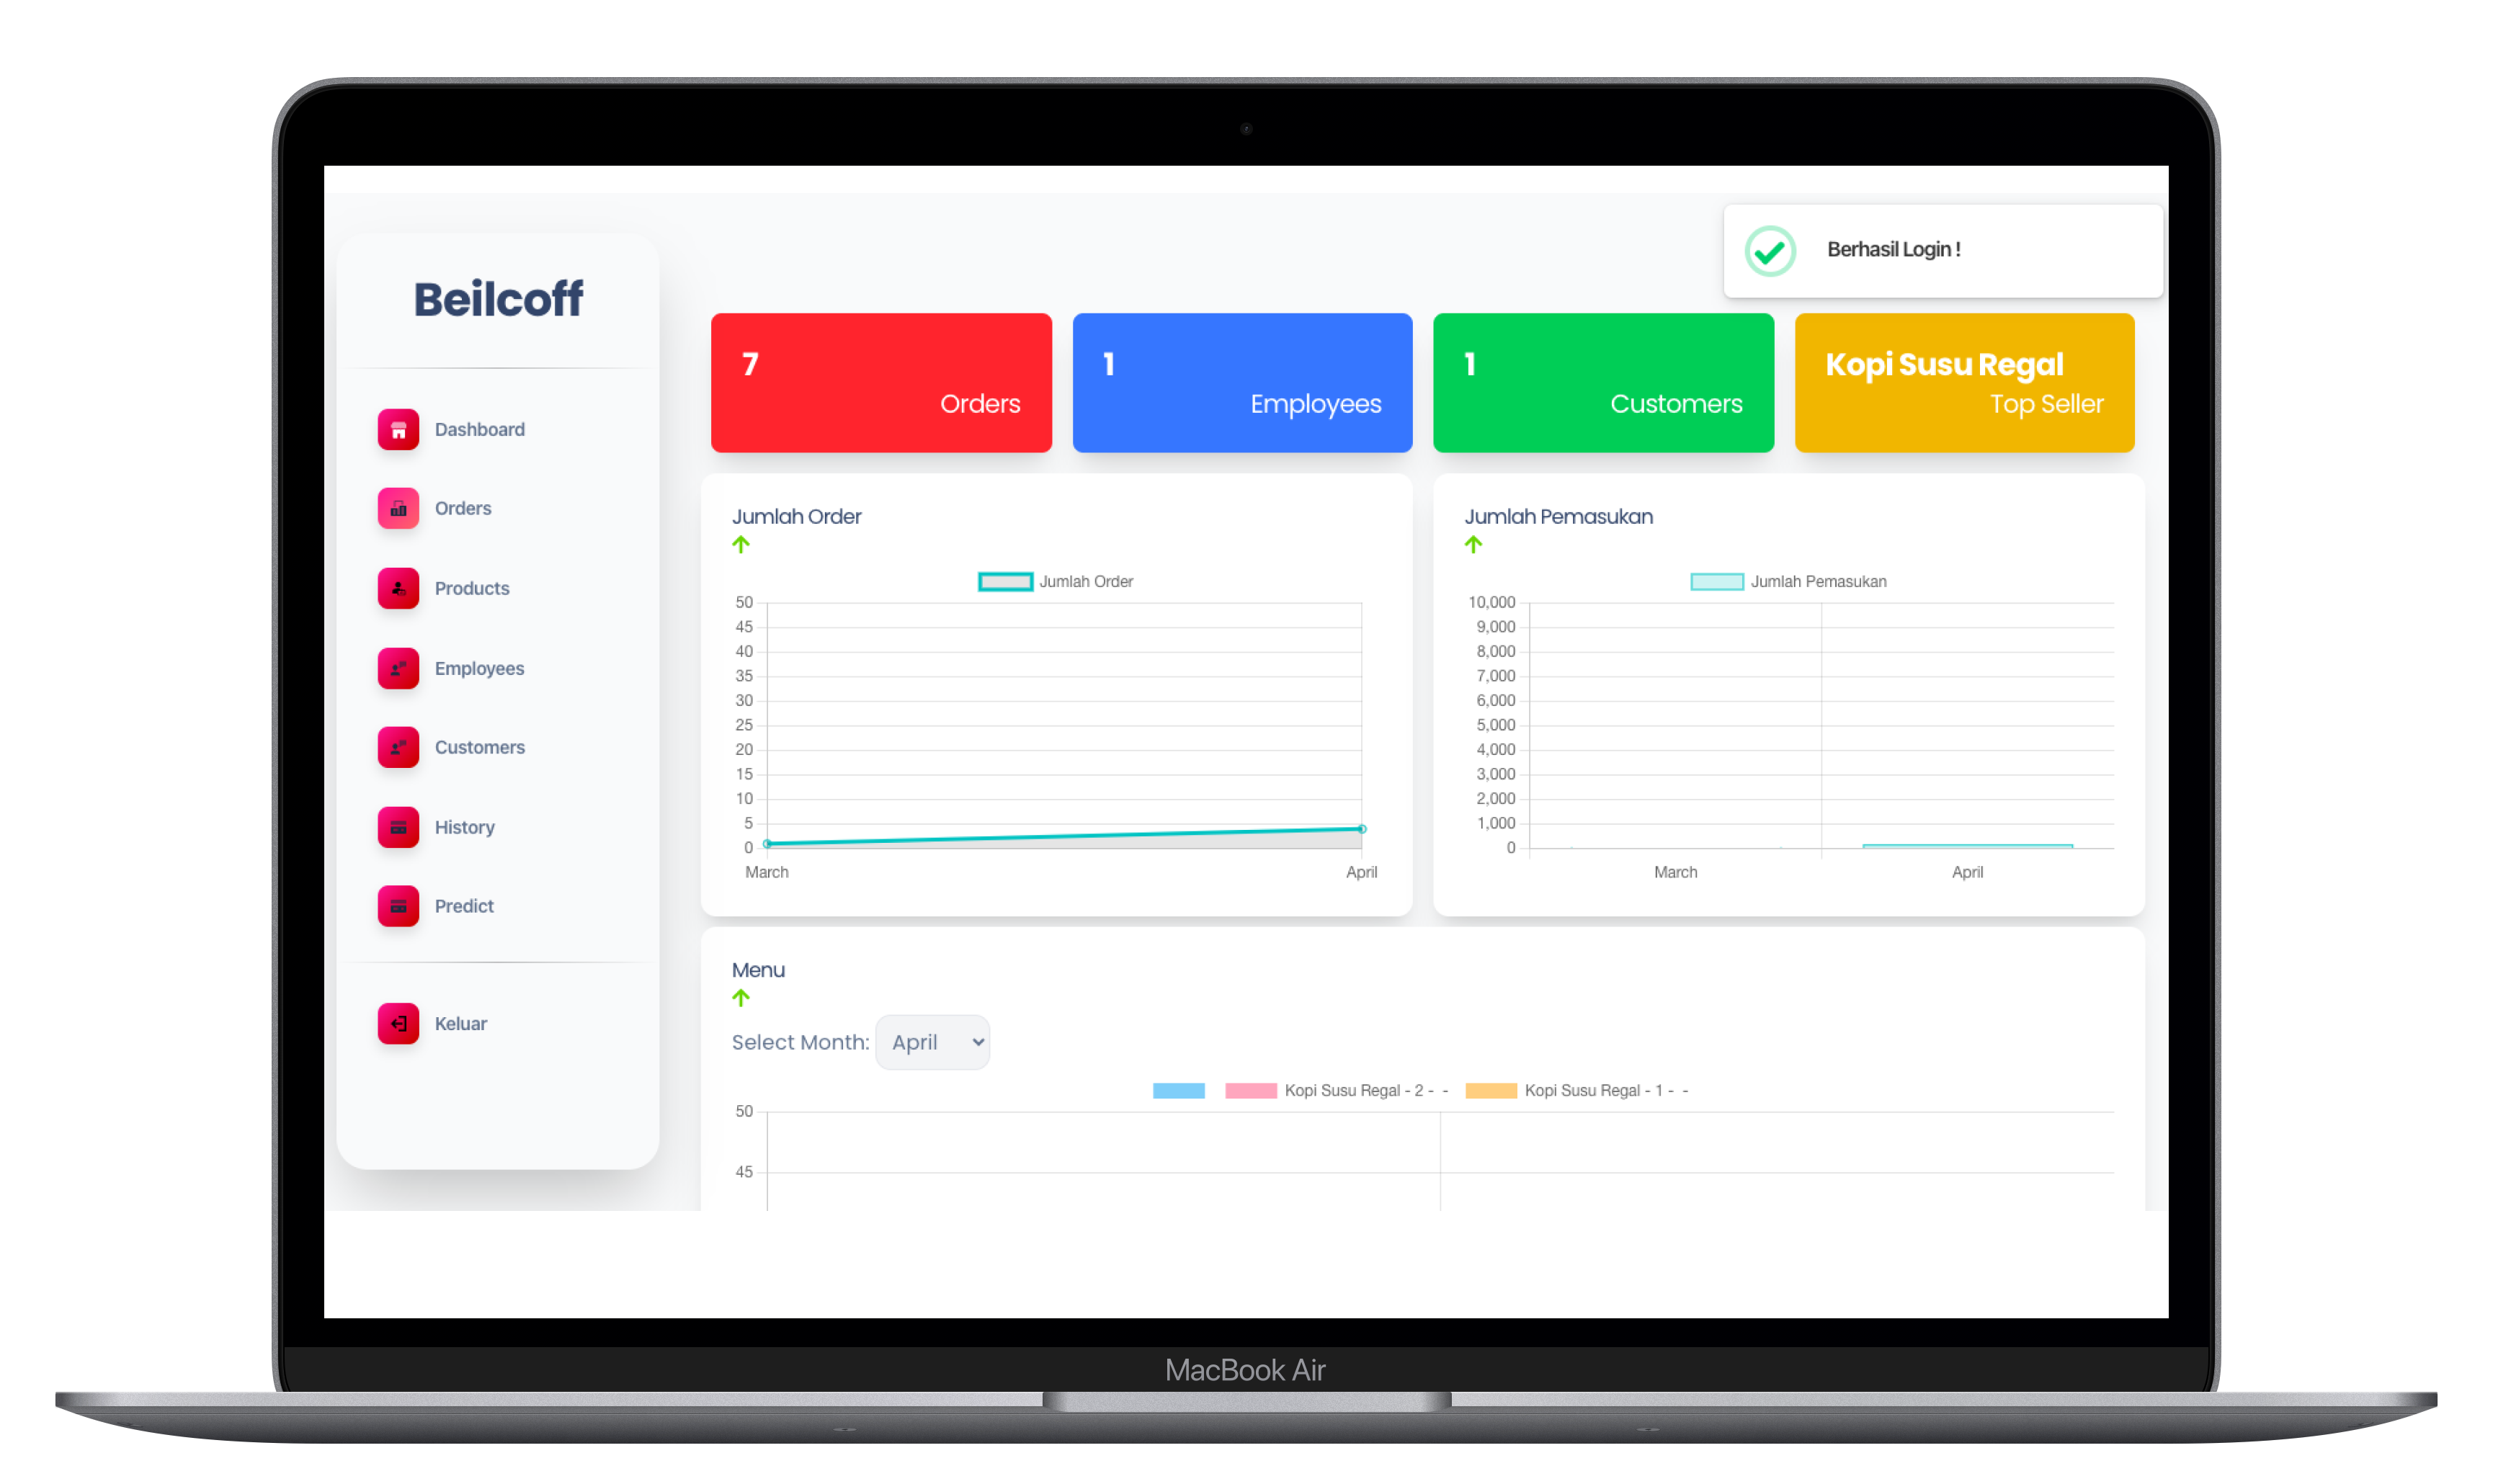 Berhasil Login !
Beilcoff
Dashboard
Orders
Products
Employees
Customers
History
Predict
Keluar
7
Orders
1
Employees
1
Customers
Kopi Susu Regal
Top Seller
Jumlah Order
Jumlah Order
50
45
40
35
30
25
20
15
10
5
0
March
April
Jumlah Pemasukan
Jumlah Pemasukan
10,000
9,000
8,000
7,000
6,000
5,000
4,000
3,000
2,000
1,000
0
March
April
Menu
Select Month: April
Kopi Susu Regal - 2 - -
Kopi Susu Regal - 1 - -
50
45
MacBook Air